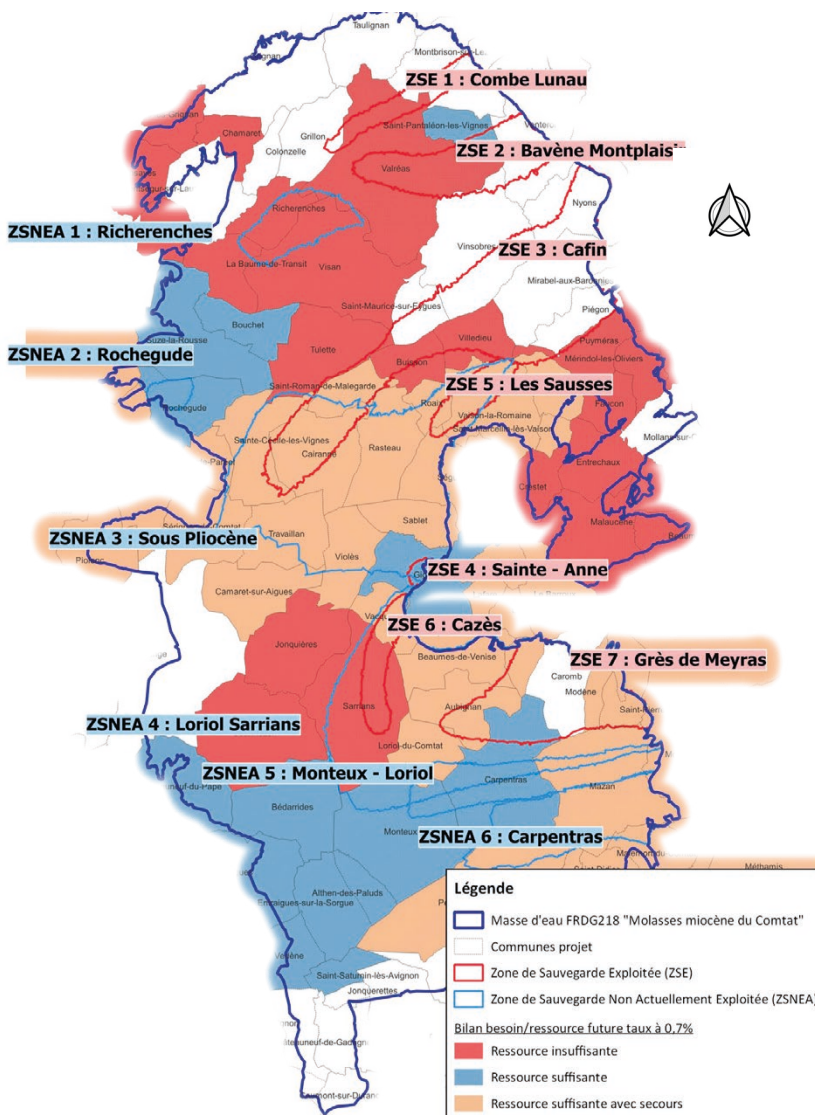 Taulignan
Montbrison-sur-Le
ZSE 1 : Combe Lunau
Chamaret
Grillon
Saint-Pantaléon-les-Vignes
Colonzelle
ZSE 2 : Bavène Montplais
Valréas
Nyons
Richerenches
ZSNEA 1 : Richerenches
Vinsobres
ZSE 3 : Cafin
La Baume-de-Transit
Visan
Mirabel-aux-Baronnies
Saint-Maurice-sur-Eygues
Piégon
Bouchet
Suze-la-Rousse
Villedieu
Puyméras
Tulette
ZSNEA 2 : Rochegude
Buisson
Mérindol-les-Oliviers
Saint-Roman-de-Malegarde
ZSE 5 : Les Sausses
Rochegude
Roaix
Faucon
Vaison-la-Romaine
Saint-Marcellin-lès-Vaison
Sainte-Cécile-les-Vignes
Mollans-sur-
Rasteau
Cairanne
Entrechaux
Crestet
Sablet
Malaucène
Travaillan
ZSNEA 3 : Sous Pliocène
Violès
Piolenc
ZSE 4 : Sainte - Anne
Camaret-sur-Aigues
ZSE 6 : Cazès
Jonquières
Beaumes-de-Venise
ZSE 7 : Grès de Meyras
Caromb
Modène
Sarrians
Aubignan
ZSNEA 4 : Loriol Sarrians
Loriol-du-Comtat
ZSNEA 5 : Monteux - Loriol
Carpentras
Mazan
Bédarrides
Monteux
ZSNEA 6 : Carpentras
Méthamis
Althen-des-Paluds
Saint-Saturnin-lès-Avignon
Jonquerettes
Légende
Masse d'eau FRDG218 "Molasses miocène du Comtat"
Communes projet
Zone de Sauvegarde Exploitée (ZSE)
Zone de Sauvegarde Non Actuellement Exploitée (ZSNEA)
Bilan besoin/ressource future taux à 0,7%
Ressource insuffisante
Ressource suffisante
Ressource suffisante avec secours